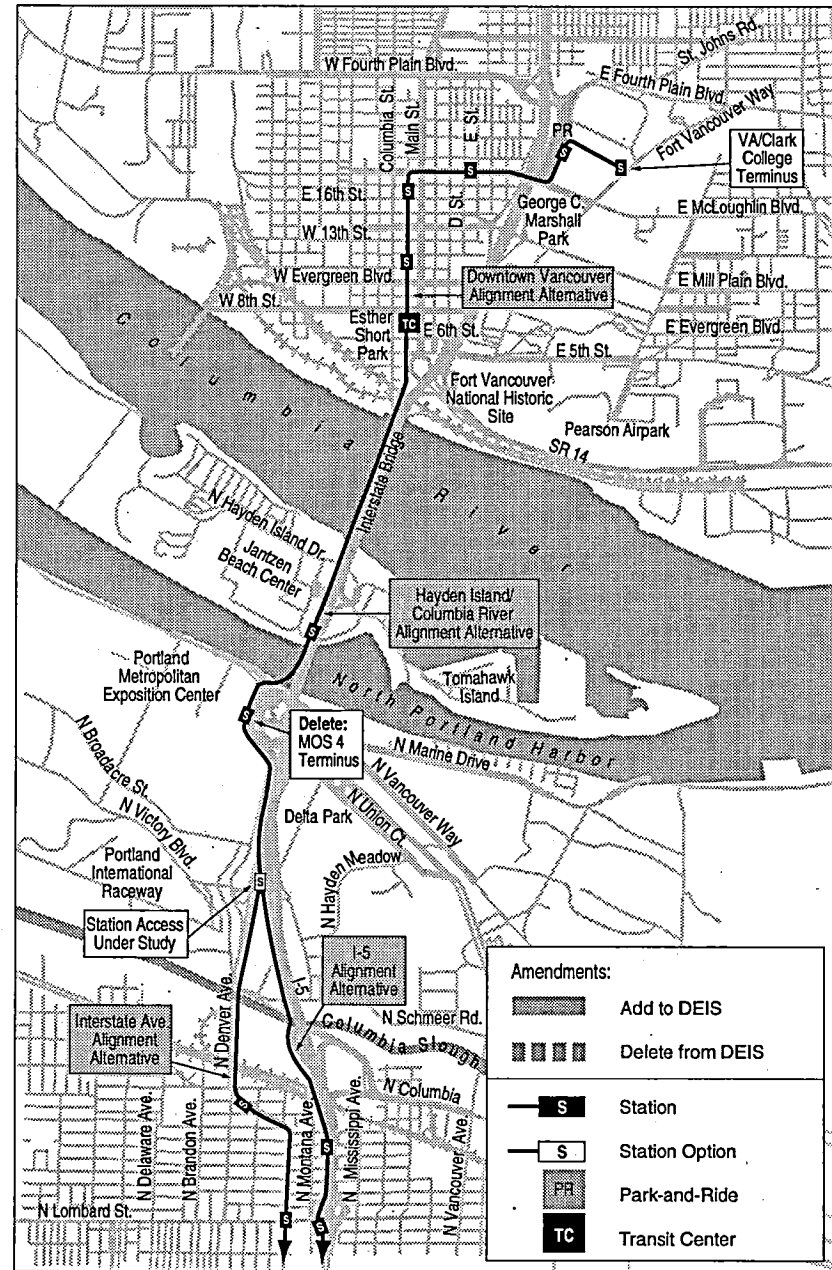 St. Johns Rd.
W Fourth Plain Blvd.
E Fourth Plain Blvd.
Fort Vancouver Way
Columbia St.
Main St.
E St.
PR
S
S
VA/Clark
College
Terminus
S
S
E 16th St.
D St.
George C.
Marshall
Park
E McLoughlin Blvd.
W 13th St.
S
W Evergreen Blvd.
Downtown Vancouver
Alignment Alternative
E Mill Plain Blvd.
W 8th St.
Esther
Short
Park
TC
E 6th St.
E Evergreen Blvd.
E 5th St.
Fort Vancouver
National Historic
Site
Pearson Airpark
SR 14
Columbia River
Interstate Bridge
N Hayden Island Dr.
Jantzen
Beach Center
Hayden Island/
Columbia River
Alignment Alternative
S
Portland
Metropolitan
Exposition Center
Tomahawk
Island
North Portland Harbor
S
Delete:
MOS 4
Terminus
N Marine Drive
N Broadacre St.
N Victory Blvd.
N Vancouver Way
N Union Ct.
Delta Park
Portland
International
Raceway
N Hayden Meadow
S
Station Access
Under Study
I-5
Alignment
Alternative
I-5
N Denver Ave.
Interstate Ave.
Alignment
Alternative
N Schmeer Rd.
Columbia Slough
N Columbia
S
N Delaware Ave.
N Brandon Ave.
N Montana Ave.
N Mississippi Ave.
N Vancouver Ave.
S
N Lombard St.
S
S
Amendments:
Add to DEIS
Delete from DEIS
S Station
S Station Option
PR Park-and-Ride
TC Transit Center